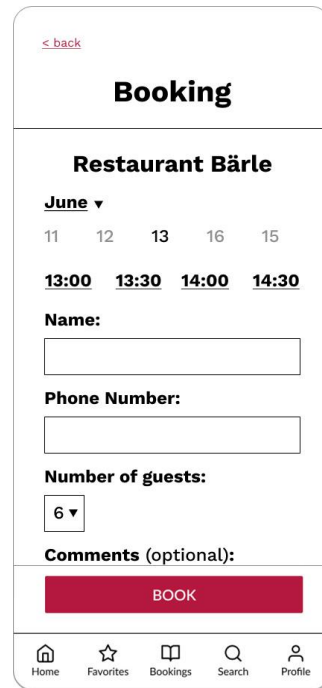 < back
Booking
Restaurant Bärle
June ▼
11 12 13 16 15
13:00 13:30 14:00 14:30
Name:
Phone Number:
Number of guests:
6 ▼
Comments (optional):
BOOK
Home Favorites Bookings Search Profile